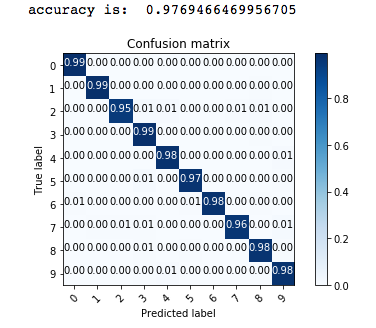 accuracy is:  0.9769466469956705
Confusion matrix
0 0.99 0.00 0.00 0.00 0.00 0.00 0.00 0.00 0.00 0.00
1 0.00 0.99 0.00 0.00 0.00 0.00 0.00 0.00 0.00 0.00
2 0.00 0.00 0.95 0.01 0.01 0.00 0.00 0.01 0.01 0.00
3 0.00 0.00 0.00 0.99 0.00 0.00 0.00 0.00 0.00 0.00
4 0.00 0.00 0.00 0.00 0.98 0.00 0.00 0.00 0.00 0.01
5 0.00 0.00 0.00 0.01 0.00 0.97 0.00 0.00 0.00 0.00
6 0.01 0.00 0.00 0.00 0.00 0.01 0.98 0.00 0.00 0.00
7 0.00 0.00 0.01 0.01 0.00 0.00 0.00 0.96 0.00 0.01
8 0.00 0.00 0.00 0.00 0.01 0.00 0.00 0.00 0.98 0.00
9 0.00 0.00 0.00 0.00 0.01 0.00 0.00 0.00 0.00 0.98
0 1 2 3 4 5 6 7 8 9
True label
Predicted label
0.8
0.6
0.4
0.2
0.0